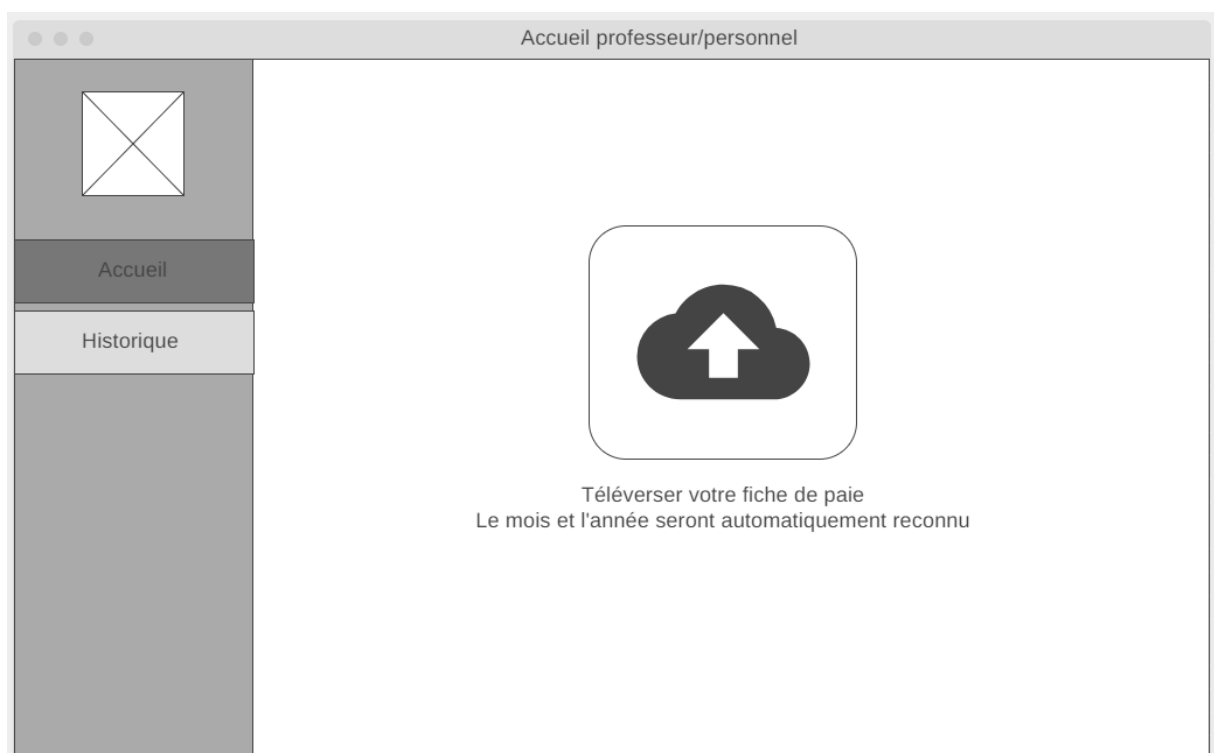 Accueil professeur/personnel
Accueil
Historique
Téléverser votre fiche de paie
Le mois et l'année seront automatiquement reconnu